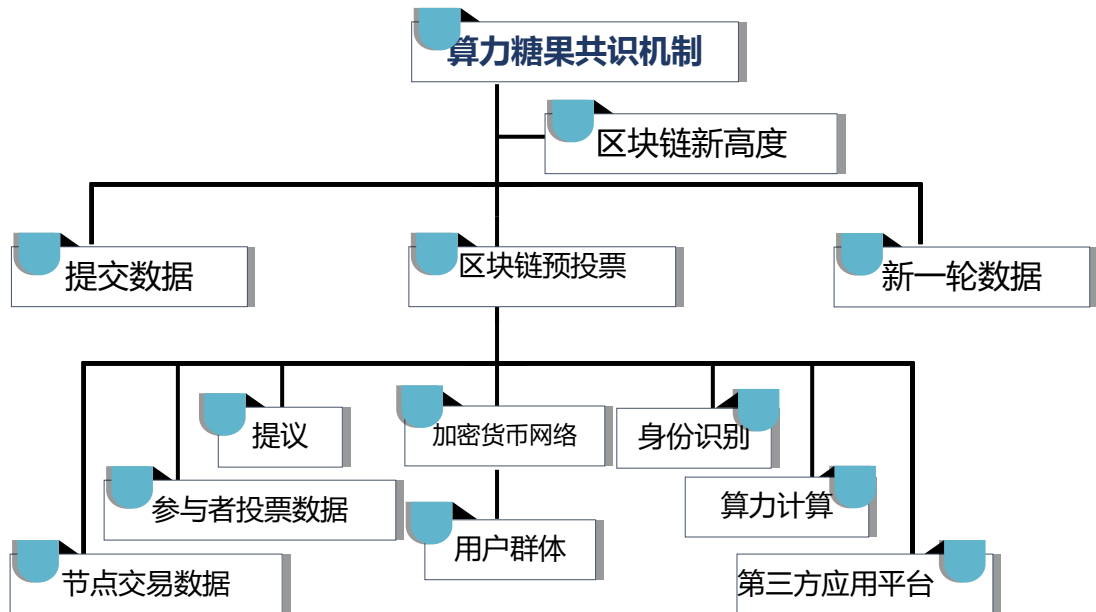 算力糖果共识机制
区块链新高度
提交数据
区块链预投票
新一轮数据
提议
加密货币网络
身份识别
参与者投票数据
算力计算
用户群体
节点交易数据
第三方应用平台